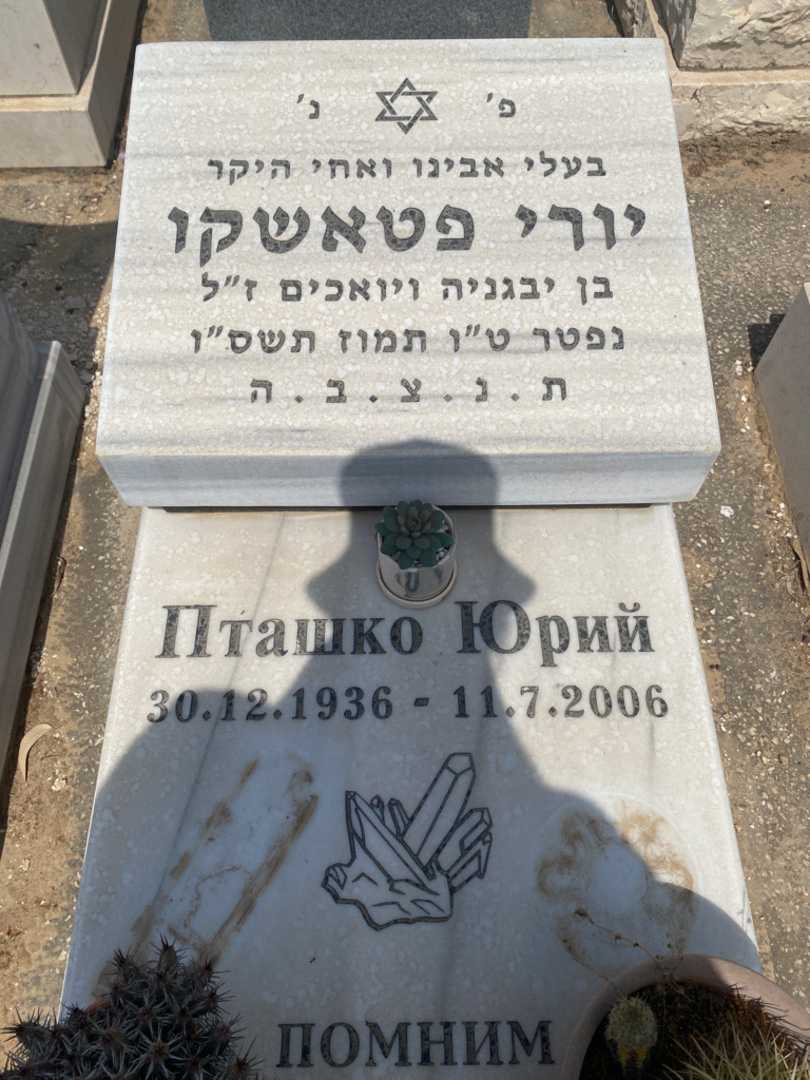 פ' נ'
בעלי אבינו ואחי היקר
יורי פטאשקו
בן יבגניה ויואכים ז"ל
נפטר ט"ו תמוז תשס"ו
ת.נ.צ.ב.ה
Пташко Юрий
30.12.1936 - 11.7.2006
ПОМНИМ